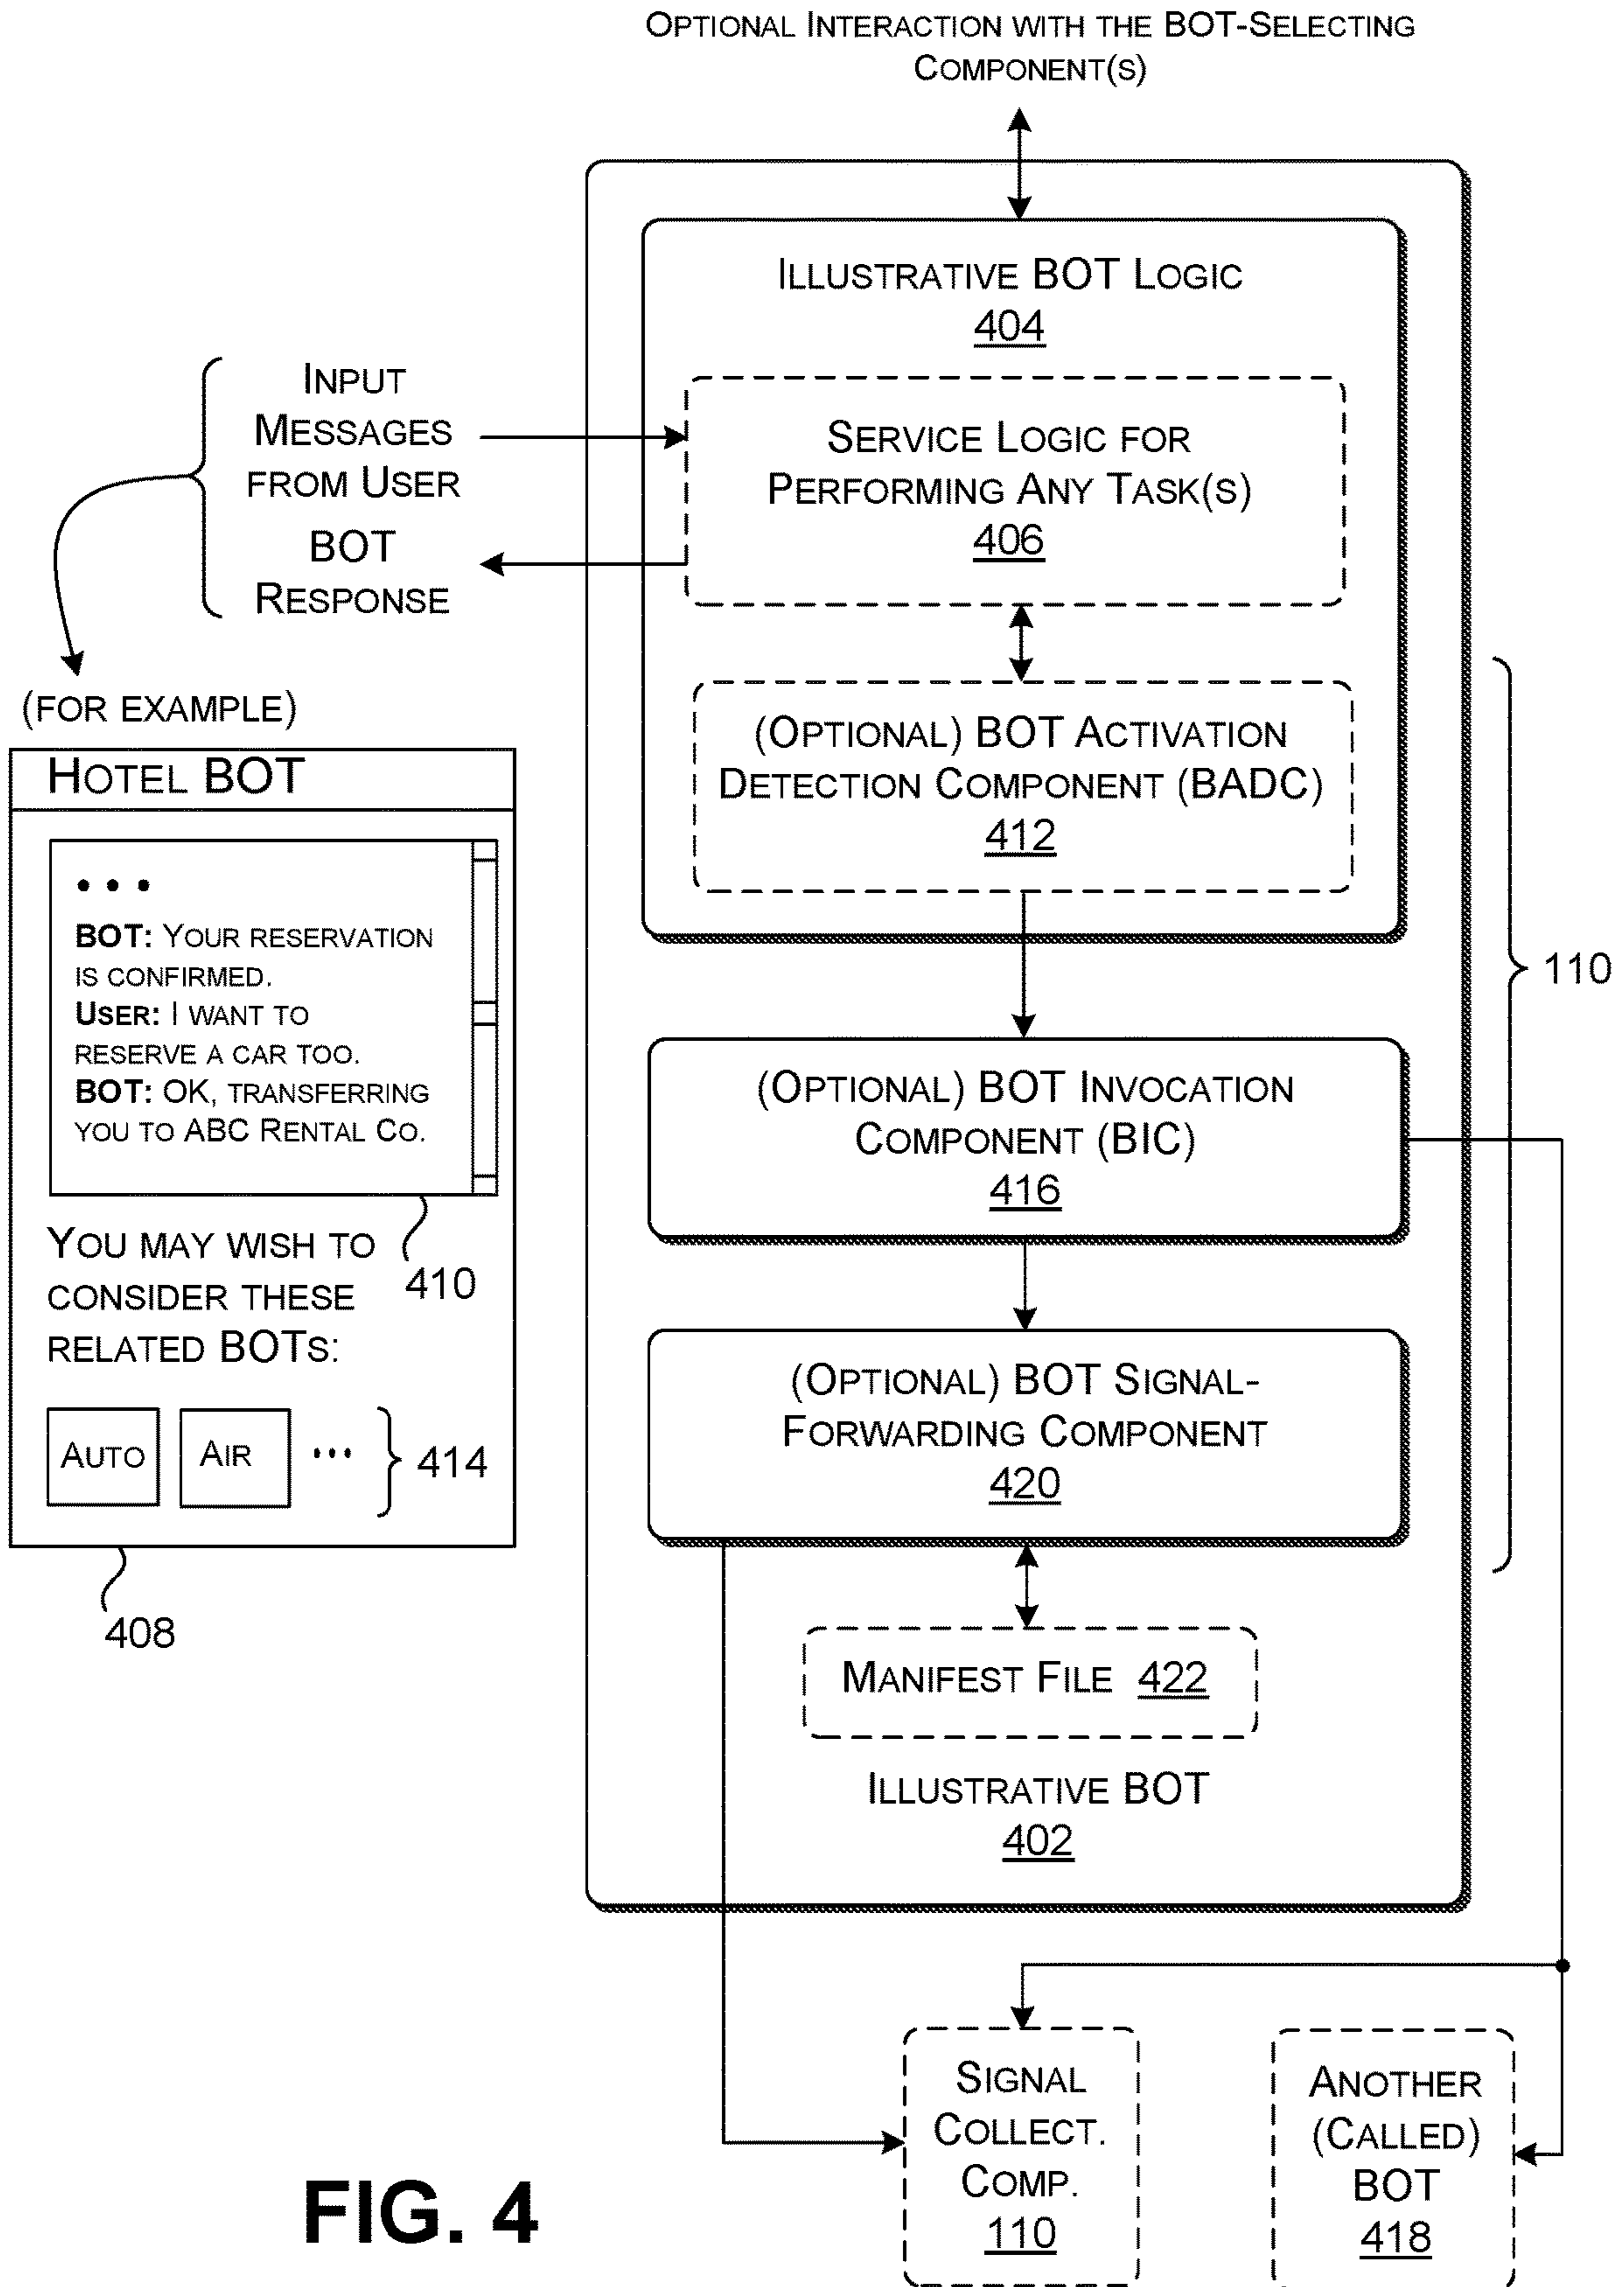 OPTIONAL INTERACTION WITH THE BOT-SELECTING
COMPONENT(S)
ILLUSTRATIVE BOT LOGIC
404
INPUT
MESSAGES
FROM USER
BOT
RESPONSE
SERVICE LOGIC FOR
PERFORMING ANY TASK(S)
406
(OPTIONAL) BOT ACTIVATION
DETECTION COMPONENT (BADC)
412
(FOR EXAMPLE)
HOTEL BOT
• • •
BOT: YOUR RESERVATION
IS CONFIRMED.
USER: I WANT TO
RESERVE A CAR TOO.
BOT: OK, TRANSFERRING
YOU TO ABC RENTAL CO.
410
YOU MAY WISH TO
CONSIDER THESE
RELATED BOTS:
AUTO
AIR
...
414
408
110
(OPTIONAL) BOT INVOCATION
COMPONENT (BIC)
416
(OPTIONAL) BOT SIGNAL-
FORWARDING COMPONENT
420
MANIFEST FILE 422
ILLUSTRATIVE BOT
402
SIGNAL
COLLECT.
COMP.
110
ANOTHER
(CALLED)
BOT
418
FIG. 4